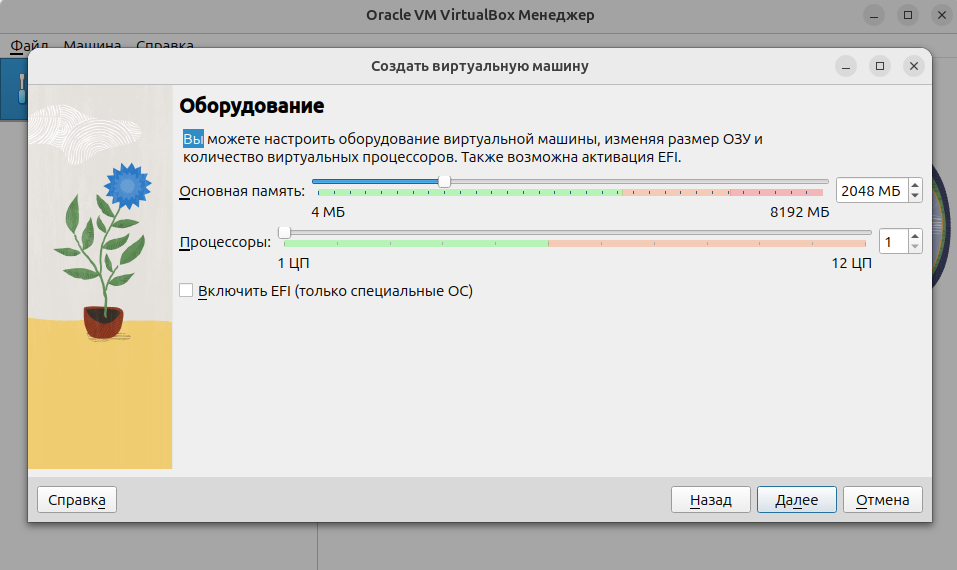 Oracle VM VirtualBox Менеджер
Файл Машина Справка
Создать виртуальную машину
Оборудование
Вы можете настроить оборудование виртуальной машины, изменяя размер ОЗУ и
количество виртуальных процессоров. Также возможна активация EFI.
Основная память: 2048 МБ
4 МБ 8192 МБ
Процессоры: 1
1 ЦП 12 ЦП
Включить EFI (только специальные ОС)
Справка Назад Далее Отмена